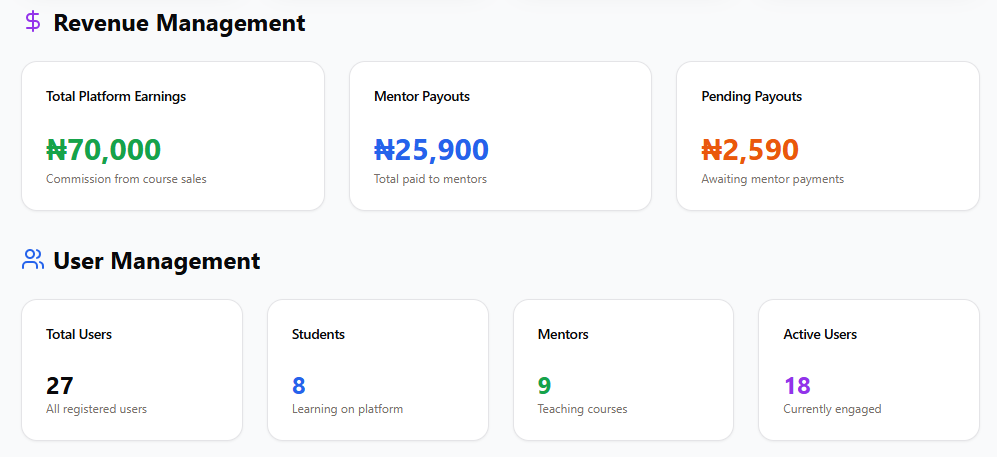 Revenue Management
Total Platform Earnings
₦70,000
Commission from course sales
Mentor Payouts
₦25,900
Total paid to mentors
Pending Payouts
₦2,590
Awaiting mentor payments
User Management
Total Users
27
All registered users
Students
8
Learning on platform
Mentors
9
Teaching courses
Active Users
18
Currently engaged